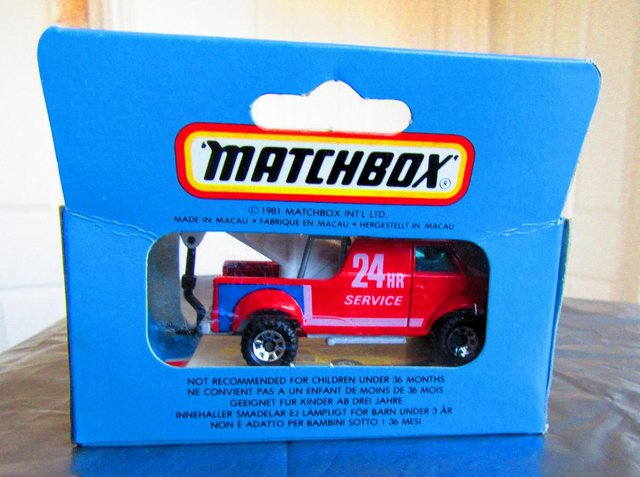 'MATCHBOX'®
© 1981 MATCHBOX INT'L LTD.
MADE IN MACAU • FABRIQUE EN MACAU • HERGESTELLT IN MACAU
24 HR
SERVICE
NOT RECOMMENDED FOR CHILDREN UNDER 36 MONTHS
NE CONVIENT PAS A UN ENFANT DE MOINS DE 36 MOIS
GEEIGNET FUR KINDER AB DREI JAHRE
INNEHALLER SMADELAR EJ LÄMPLIGT FÖR BARN UNDER 3 ÅR
NON È ADATTO PER BAMBINI SOTTO I 36 MESI